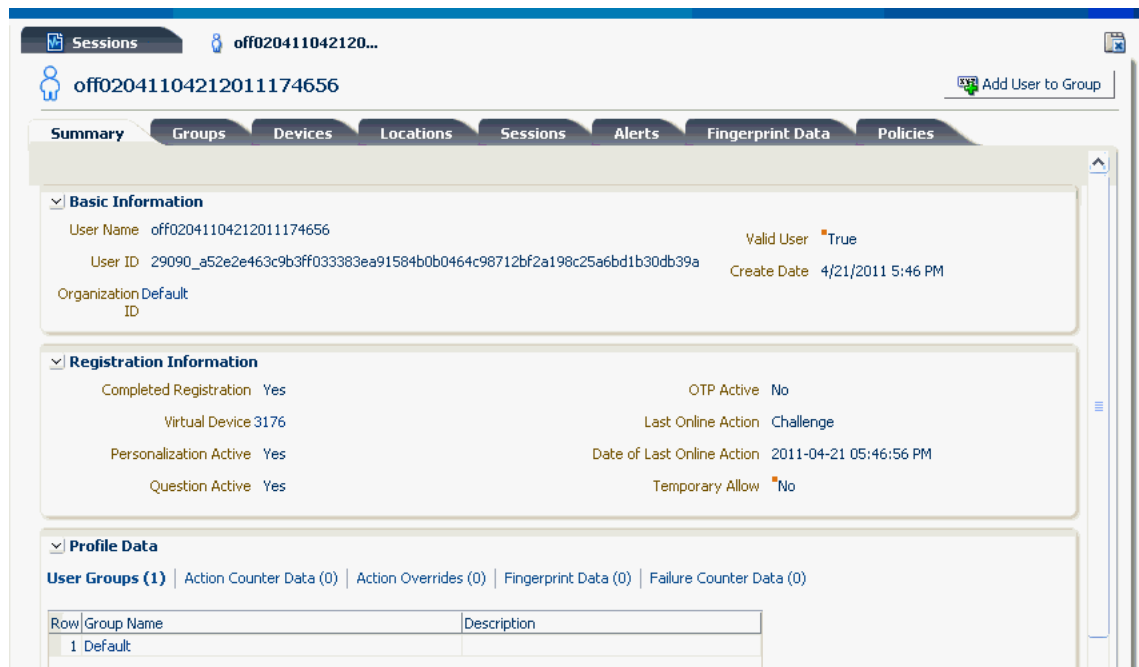 Sessions off020411042120...
off02041104212011174656 Add User to Group
Summary Groups Devices Locations Sessions Alerts Fingerprint Data Policies
Basic Information
User Name off02041104212011174656
Valid User True
User ID 29090_a52e2e463c9b3ff033383ea91584b0b0464c98712bf2a198c25a6bd1b30db39a
Create Date 4/21/2011 5:46 PM
Organization Default
ID
Registration Information
Completed Registration Yes OTP Active No
Virtual Device 3176 Last Online Action Challenge
Personalization Active Yes Date of Last Online Action 2011-04-21 05:46:56 PM
Question Active Yes Temporary Allow No
Profile Data
User Groups (1) | Action Counter Data (0) | Action Overrides (0) | Fingerprint Data (0) | Failure Counter Data (0)
Row Group Name Description
1 Default